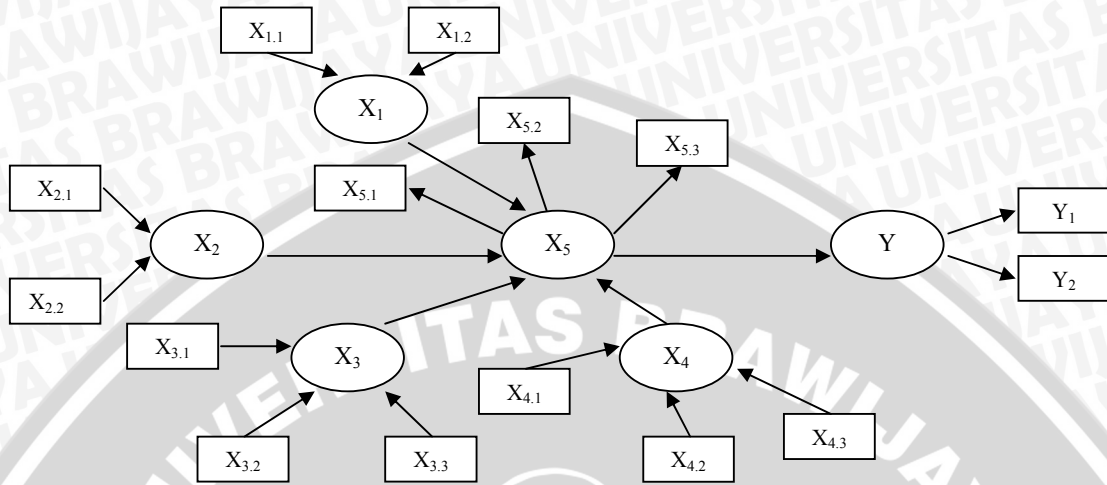 X1.1
X1.2
X1
X5.2
X5.3
X5.1
X2.1
X2
X5
Y
Y1
Y2
X2.2
X3.1
X3
X4
X4.1
X3.2
X3.3
X4.2
X4.3
UNIVERSITAS BRAWIJAYA